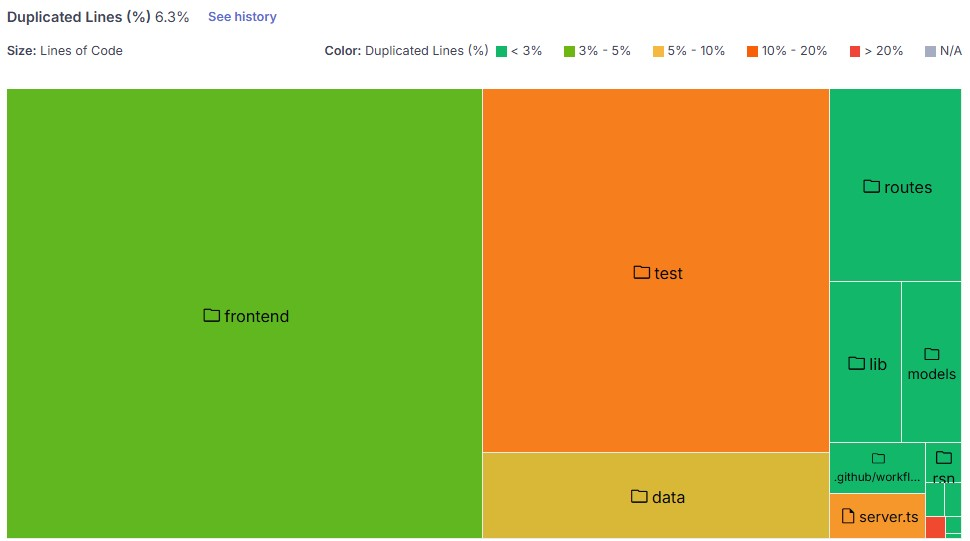 Duplicated Lines (%) 6.3% See history
Size: Lines of Code Color: Duplicated Lines (%) < 3% 3% - 5% 5% - 10% 10% - 20% > 20% N/A
routes
test
frontend
lib
models
.github/workfl...
rsn
data
server.ts